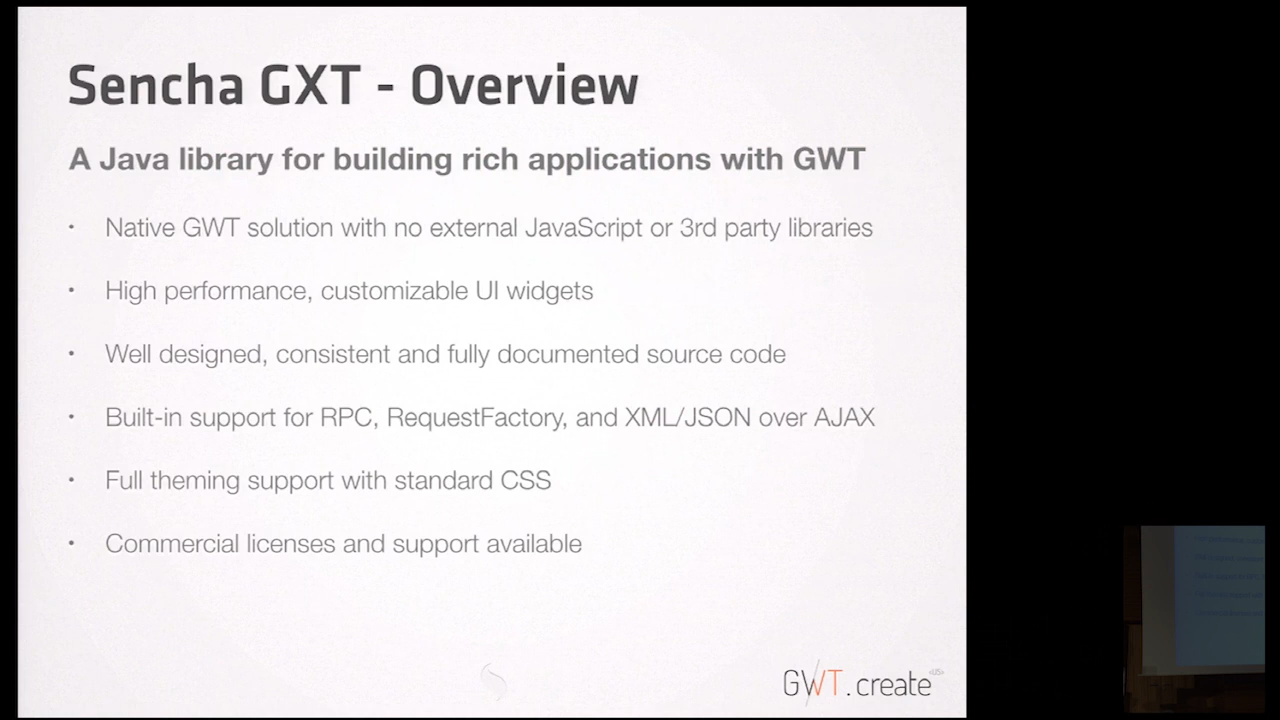 Sencha GXT - Overview
A Java library for building rich applications with GWT
• Native GWT solution with no external JavaScript or 3rd party libraries
• High performance, customizable UI widgets
• Well designed, consistent and fully documented source code
• Built-in support for RPC, RequestFactory, and XML/JSON over AJAX
• Full theming support with standard CSS
• Commercial licenses and support available
GWT.create